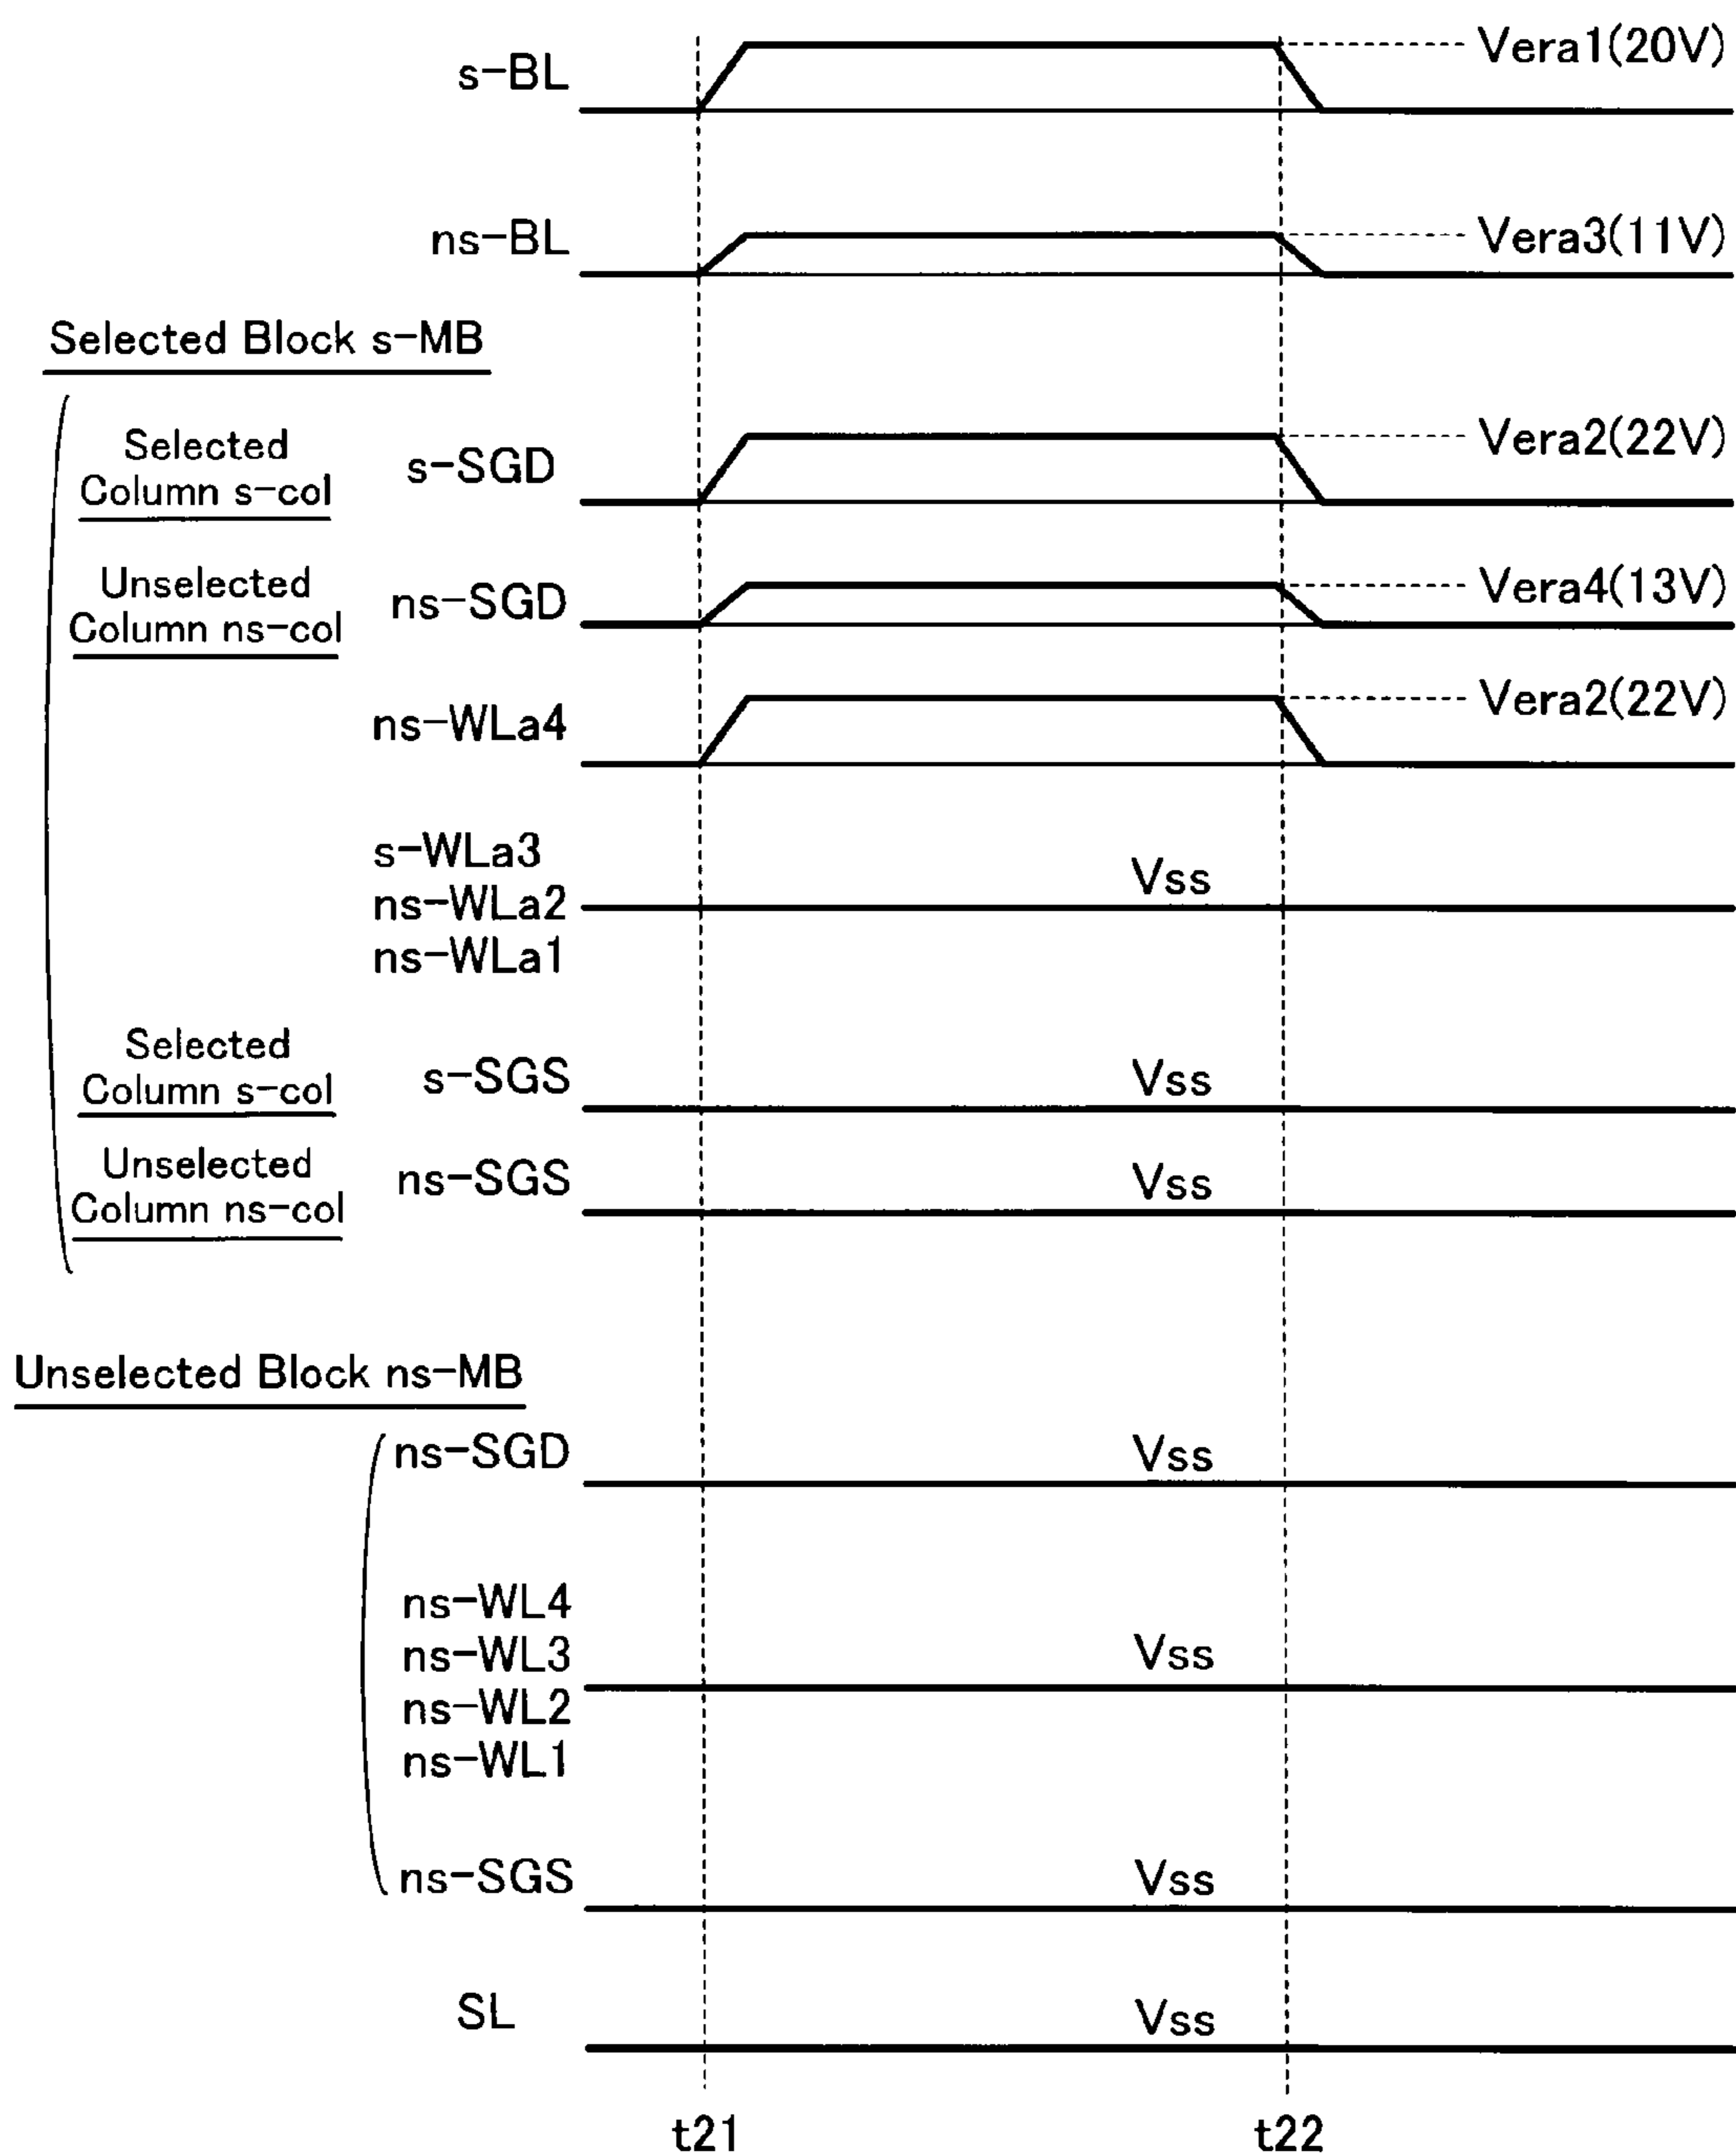 s-BL
Vera1(20V)
ns-BL
Vera3(11V)
Selected Block s-MB
Selected
Column s-col
s-SGD
Vera2(22V)
Unselected
Column ns-col
ns-SGD
Vera4(13V)
ns-WLa4
Vera2(22V)
s-WLa3
ns-WLa2
ns-WLa1
Vss
Selected
Column s-col
s-SGS
Vss
Unselected
Column ns-col
ns-SGS
Vss
Unselected Block ns-MB
ns-SGD
Vss
ns-WL4
ns-WL3
ns-WL2
ns-WL1
Vss
ns-SGS
Vss
SL
Vss
t21
t22